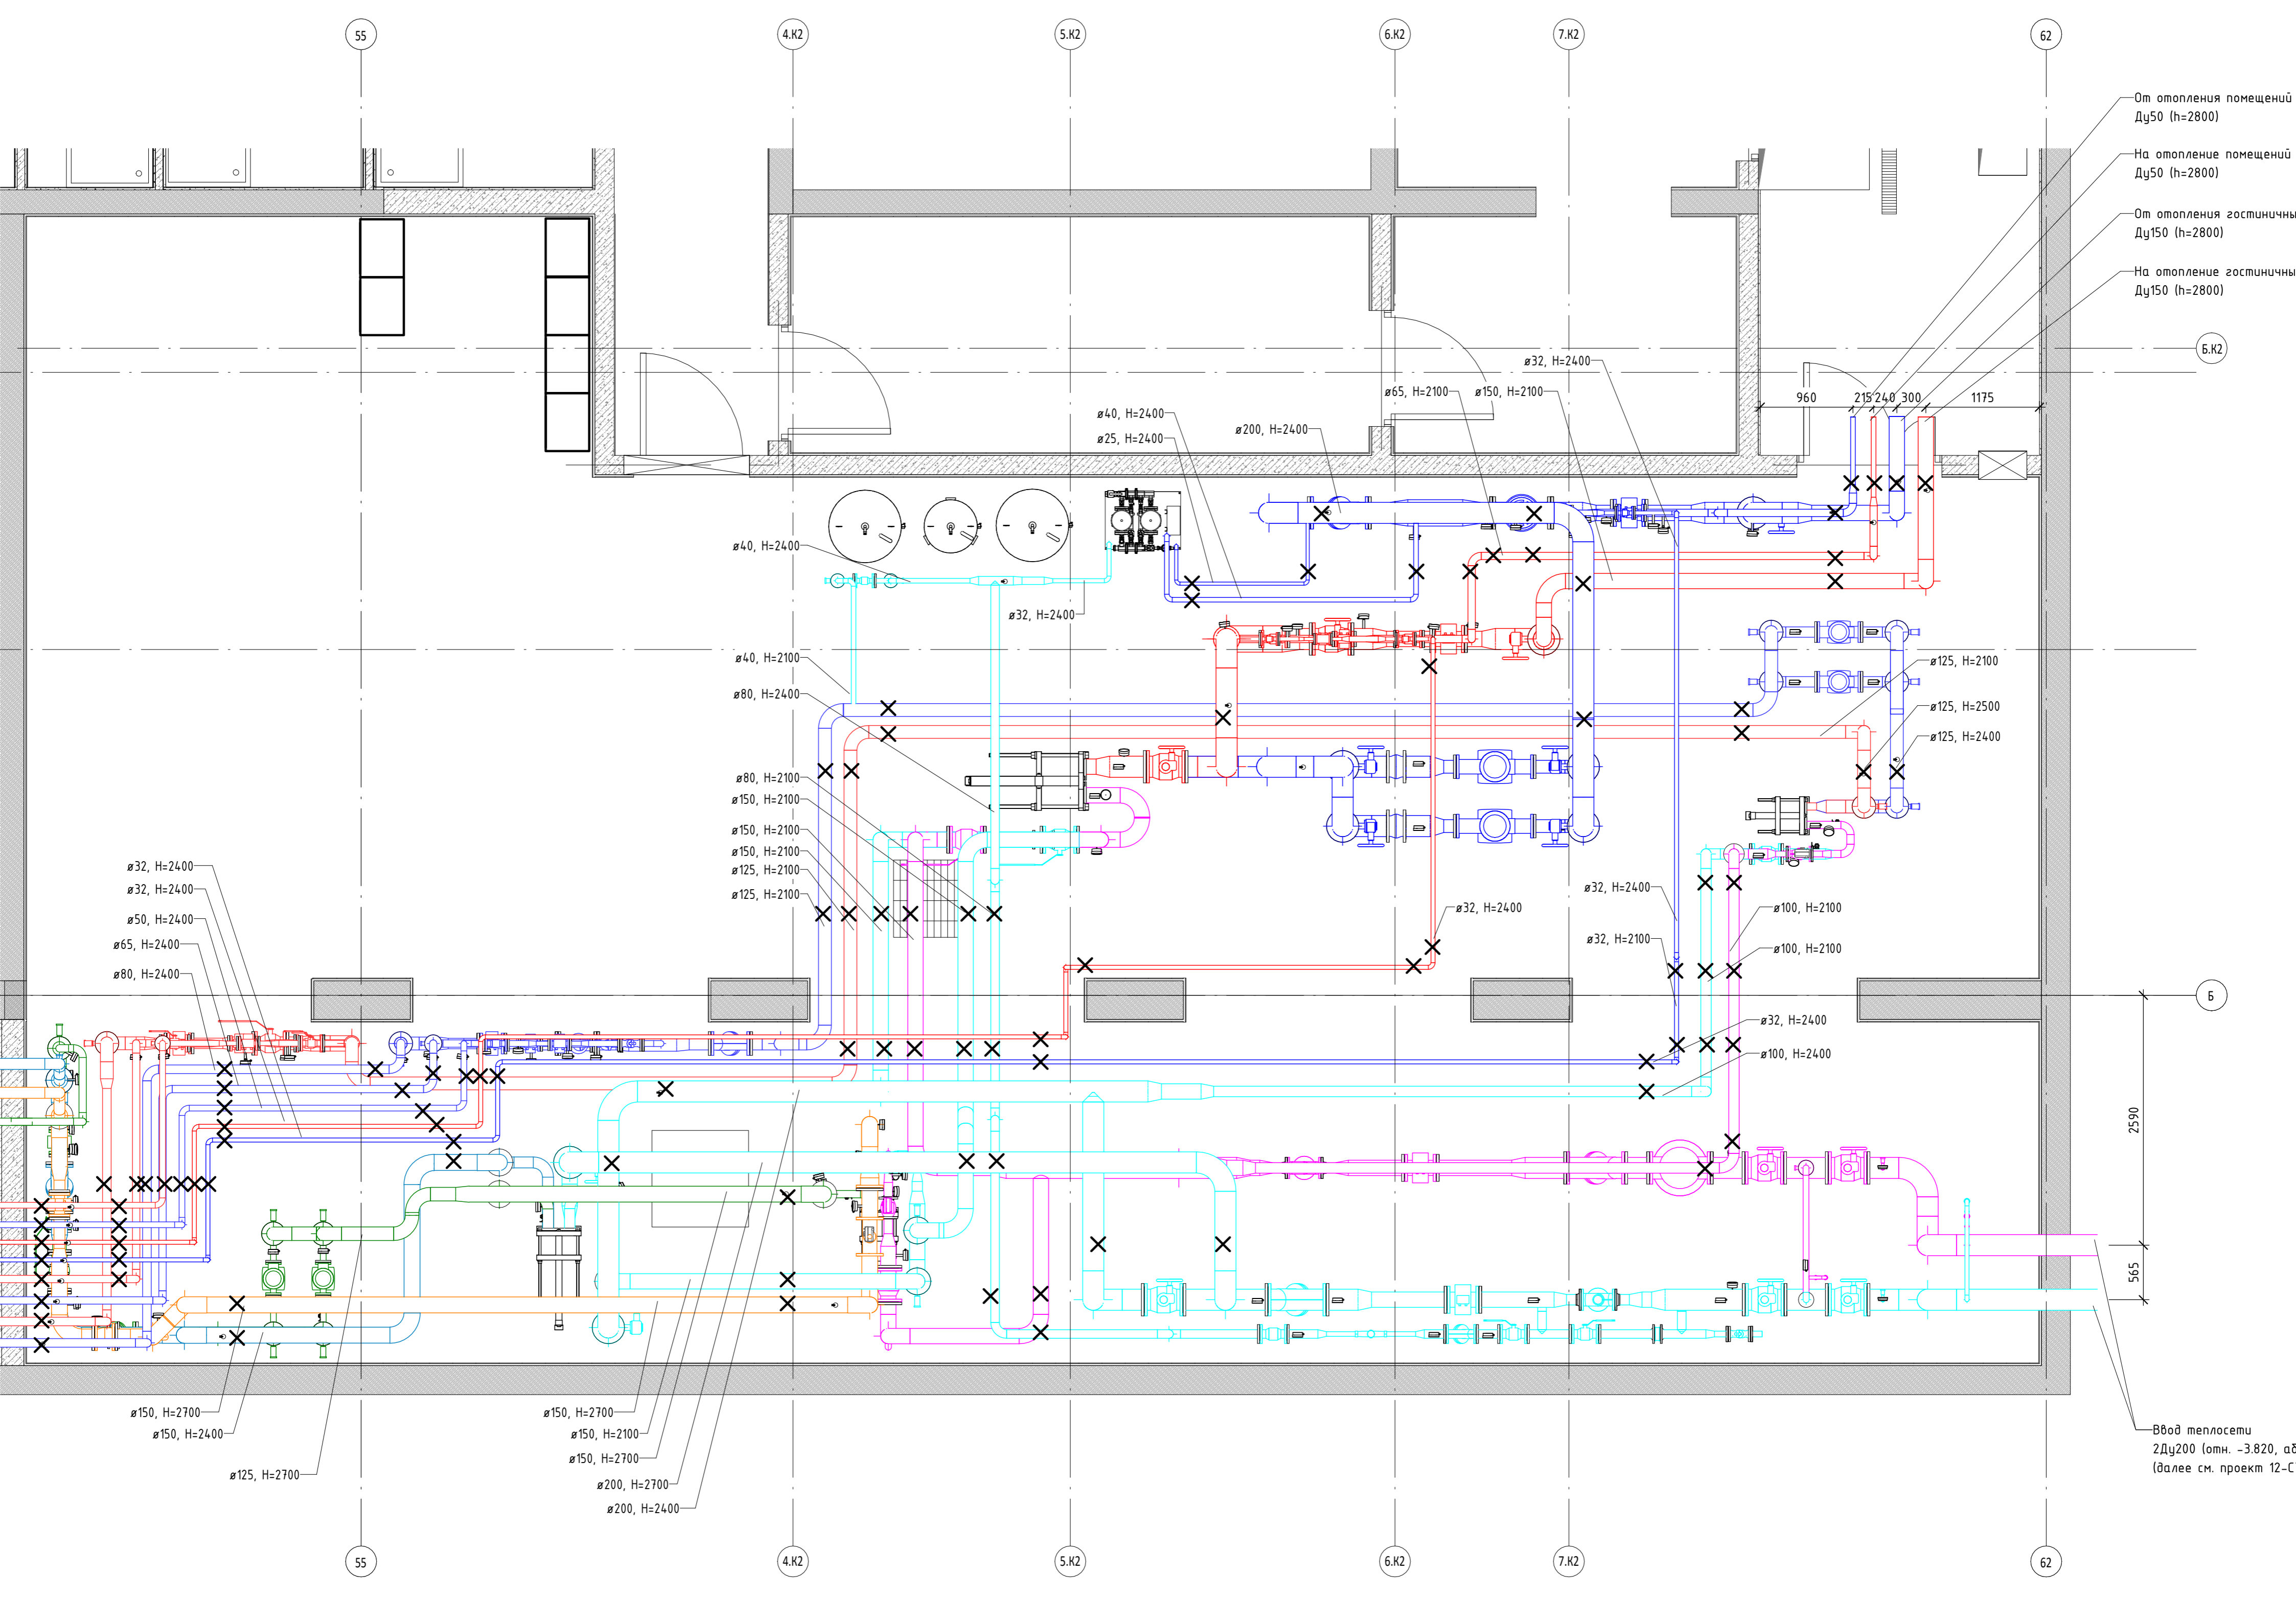 55
4.К2
5.К2
6.К2
7.К2
62
От отопления помещений
Ду50 (h=2800)
На отопление помещений
Ду50 (h=2800)
От отопления гостиничны
Ду150 (h=2800)
На отопление гостиничны
Ду150 (h=2800)
Б.К2
ø32, H=2400
ø65, H=2100
ø150, H=2100
960
215
240
300
1175
ø40, H=2400
ø25, H=2400
ø200, H=2400
ø40, H=2400
ø32, H=2400
ø40, H=2100
ø80, H=2400
ø125, H=2100
ø125, H=2500
ø125, H=2400
ø80, H=2100
ø150, H=2100
ø150, H=2100
ø150, H=2100
ø125, H=2100
ø125, H=2100
ø32, H=2400
ø32, H=2400
ø50, H=2400
ø65, H=2400
ø80, H=2400
ø32, H=2400
ø32, H=2400
ø32, H=2100
ø100, H=2100
ø100, H=2100
Б
ø32, H=2400
ø100, H=2400
2590
565
ø150, H=2700
ø150, H=2400
ø125, H=2700
ø150, H=2700
ø150, H=2100
ø150, H=2700
ø200, H=2700
ø200, H=2400
Ввод теплосети
2Ду200 (отн. -3.820, аб
(далее см. проект 12-С
55
4.К2
5.К2
6.К2
7.К2
62